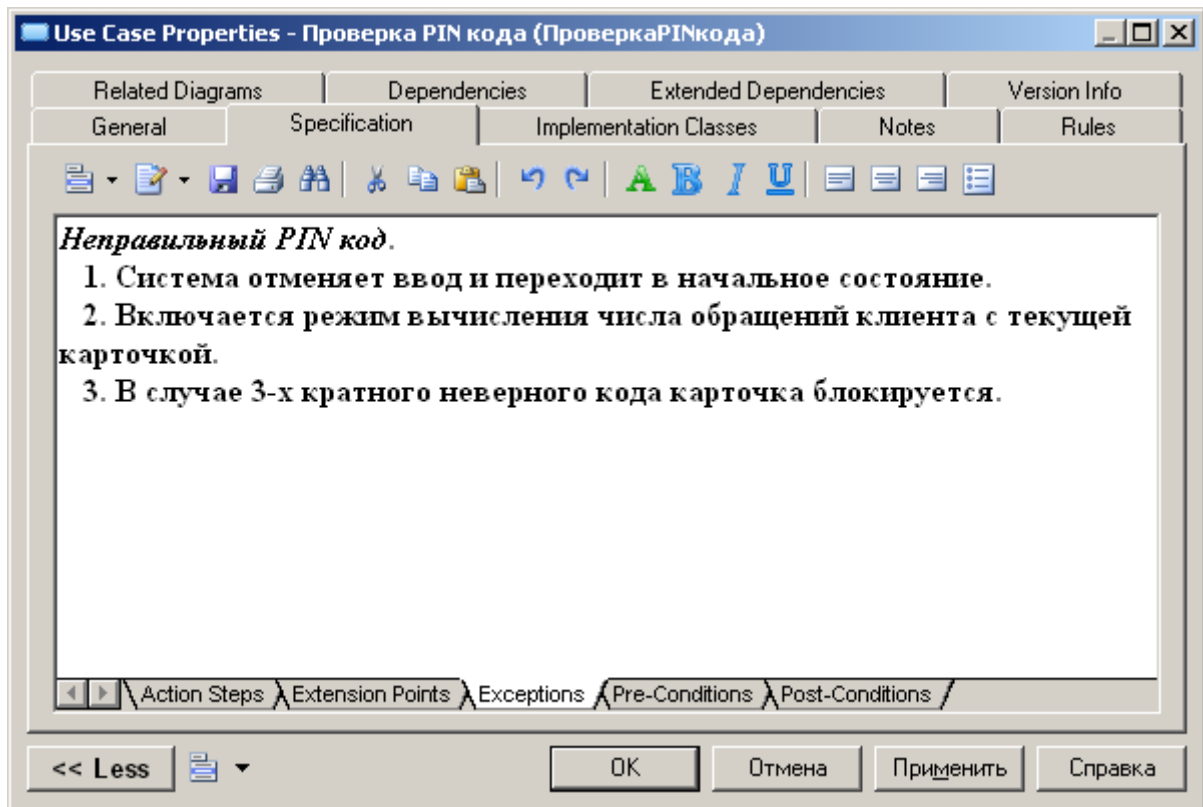 Use Case Properties - Проверка PIN кода (ПроверкаPINкода)
Related Diagrams Dependencies Extended Dependencies Version Info
General Specification Implementation Classes Notes Rules
A B I U
Неправильный PIN код.
1. Система отменяет ввод и переходит в начальное состояние.
2. Включается режим вычисления числа обращений клиента с текущей
карточкой.
3. В случае 3-х кратного неверного кода карточка блокируется.
Action Steps Extension Points Exceptions Pre-Conditions Post-Conditions
<< Less OK Отмена Применить Справка